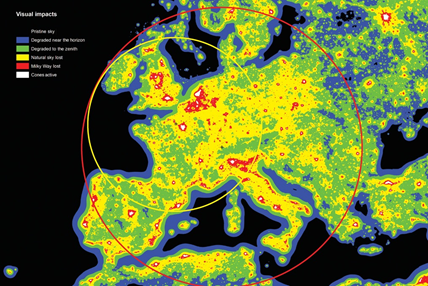 Visual impacts
Pristine sky
Degraded near the horizon
Degraded to the zenith
Natural sky lost
Milky Way lost
Cones active